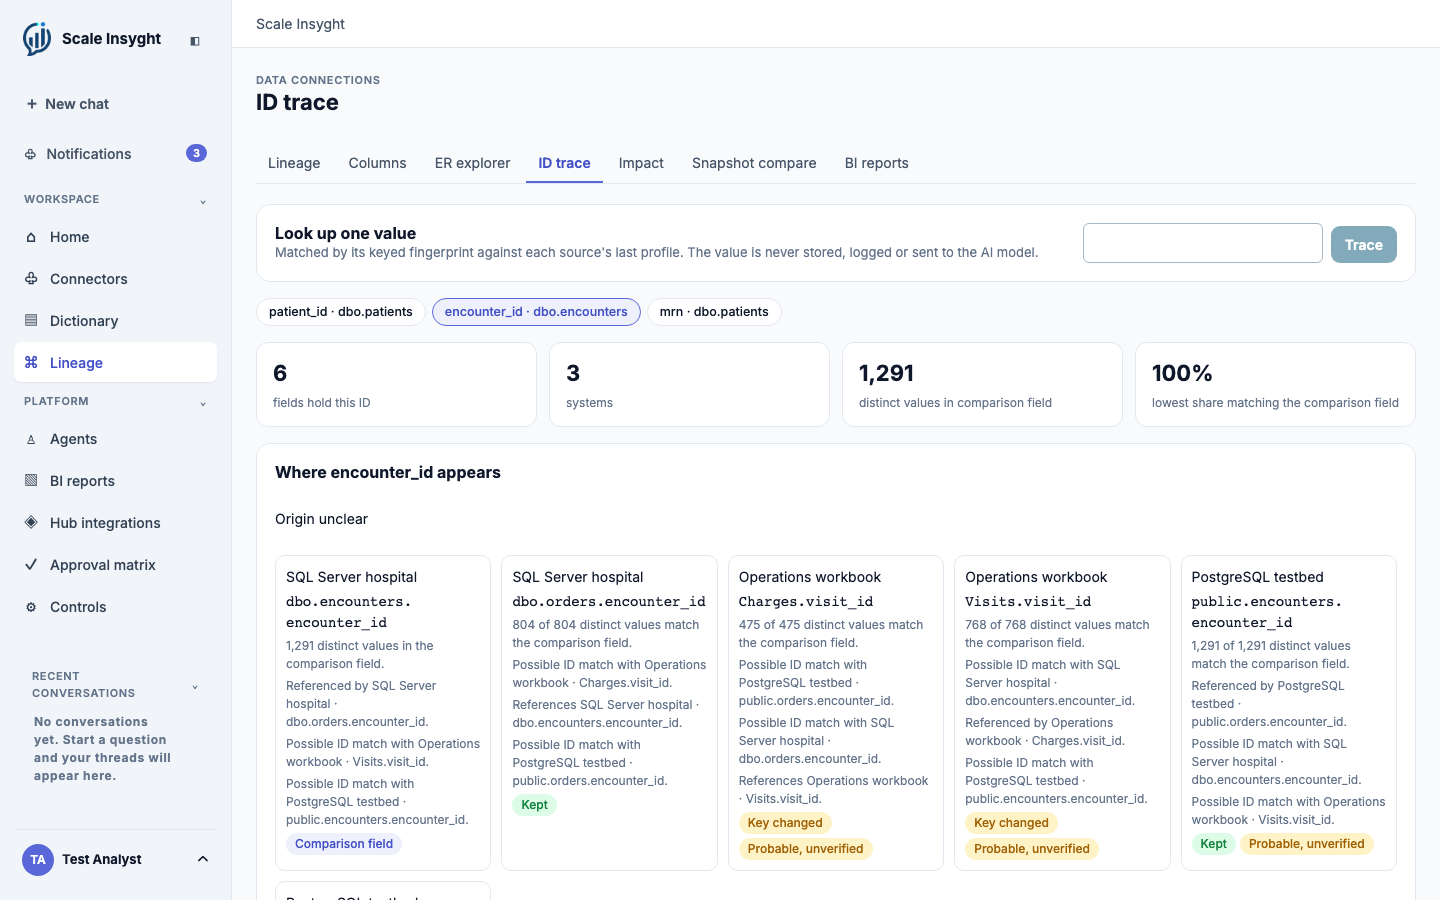 Scale Insyght
Scale Insyght
+ New chat
Notifications
3
WORKSPACE
Home
Connectors
Dictionary
Lineage
PLATFORM
Agents
BI reports
Hub integrations
Approval matrix
Controls
RECENT
CONVERSATIONS
No conversations
yet. Start a question
and your threads will
appear here.
TA
Test Analyst
DATA CONNECTIONS
ID trace
Lineage
Columns
ER explorer
ID trace
Impact
Snapshot compare
BI reports
Look up one value
Matched by its keyed fingerprint against each source's last profile. The value is never stored, logged or sent to the AI model.
Trace
patient_id · dbo.patients
encounter_id · dbo.encounters
mrn · dbo.patients
6
fields hold this ID
3
systems
1,291
distinct values in comparison field
100%
lowest share matching the comparison field
Where encounter_id appears
Origin unclear
SQL Server hospital
dbo.encounters.
encounter_id
1,291 distinct values in the
comparison field.
Referenced by SQL Server
hospital ·
dbo.orders.encounter_id.
Possible ID match with Operations
workbook · Visits.visit_id.
Possible ID match with
PostgreSQL testbed ·
public.encounters.encounter_id.
Comparison field
SQL Server hospital
dbo.orders.encounter_id
804 of 804 distinct values match
the comparison field.
Possible ID match with Operations
workbook · Charges.visit_id.
References SQL Server hospital ·
dbo.encounters.encounter_id.
Possible ID match with
PostgreSQL testbed ·
public.orders.encounter_id.
Kept
Operations workbook
Charges.visit_id
475 of 475 distinct values match
the comparison field.
Possible ID match with
PostgreSQL testbed ·
public.orders.encounter_id.
Possible ID match with SQL
Server hospital ·
dbo.orders.encounter_id.
References Operations workbook
· Visits.visit_id.
Key changed
Probable, unverified
Operations workbook
Visits.visit_id
768 of 768 distinct values match
the comparison field.
Possible ID match with SQL
Server hospital ·
dbo.encounters.encounter_id.
Referenced by Operations
workbook · Charges.visit_id.
Possible ID match with
PostgreSQL testbed ·
public.encounters.encounter_id.
Key changed
Probable, unverified
PostgreSQL testbed
public.encounters.
encounter_id
1,291 of 1,291 distinct values
match the comparison field.
Referenced by PostgreSQL
testbed ·
public.orders.encounter_id.
Possible ID match with SQL
Server hospital ·
dbo.encounters.encounter_id.
Possible ID match with Operations
workbook · Visits.visit_id.
Kept
Probable, unverified